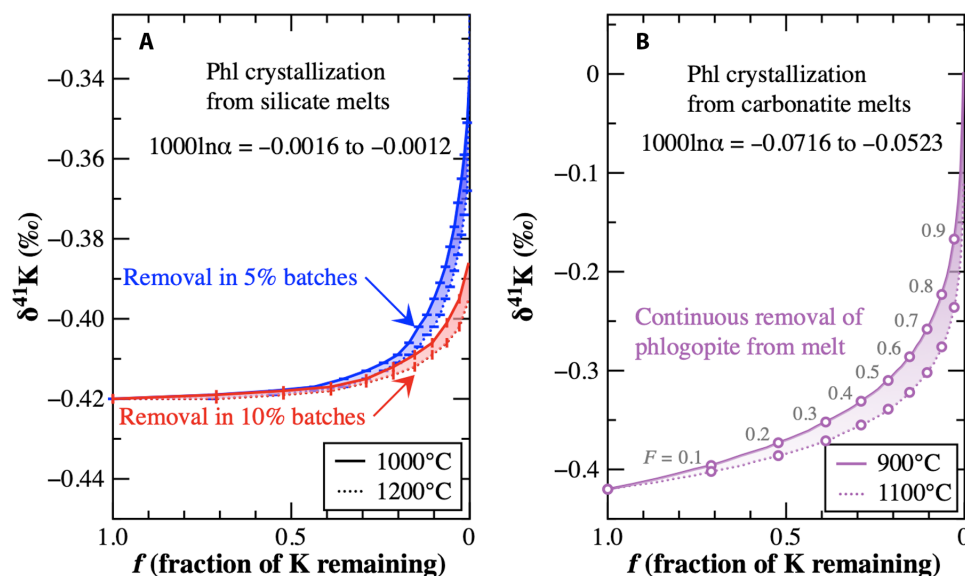 A
Phl crystallization
from silicate melts
1000lnα = −0.0016 to −0.0012
Removal in 5% batches
Removal in 10% batches
1000°C
1200°C
δ⁴¹K (‰)
−0.34
−0.36
−0.38
−0.40
−0.42
−0.44
1.0
0.5
0
f (fraction of K remaining)
B
Phl crystallization
from carbonatite melts
1000lnα = −0.0716 to −0.0523
Continuous removal of
phlogopite from melt
F = 0.1
0.2
0.3
0.4
0.5
0.6
0.7
0.8
0.9
900°C
1100°C
δ⁴¹K (‰)
0
−0.1
−0.2
−0.3
−0.4
1.0
0.5
0
f (fraction of K remaining)